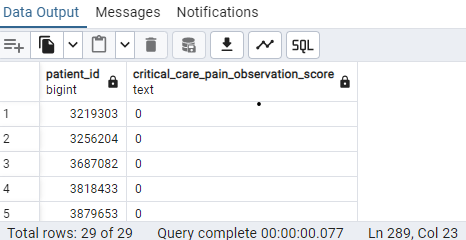 Data Output Messages Notifications
SQL
patient_id critical_care_pain_observation_score
bigint text
1 3219303 0
2 3256204 0
3 3687082 0
4 3818433 0
5 3879653 0
Total rows: 29 of 29 Query complete 00:00:00.077 Ln 289, Col 23